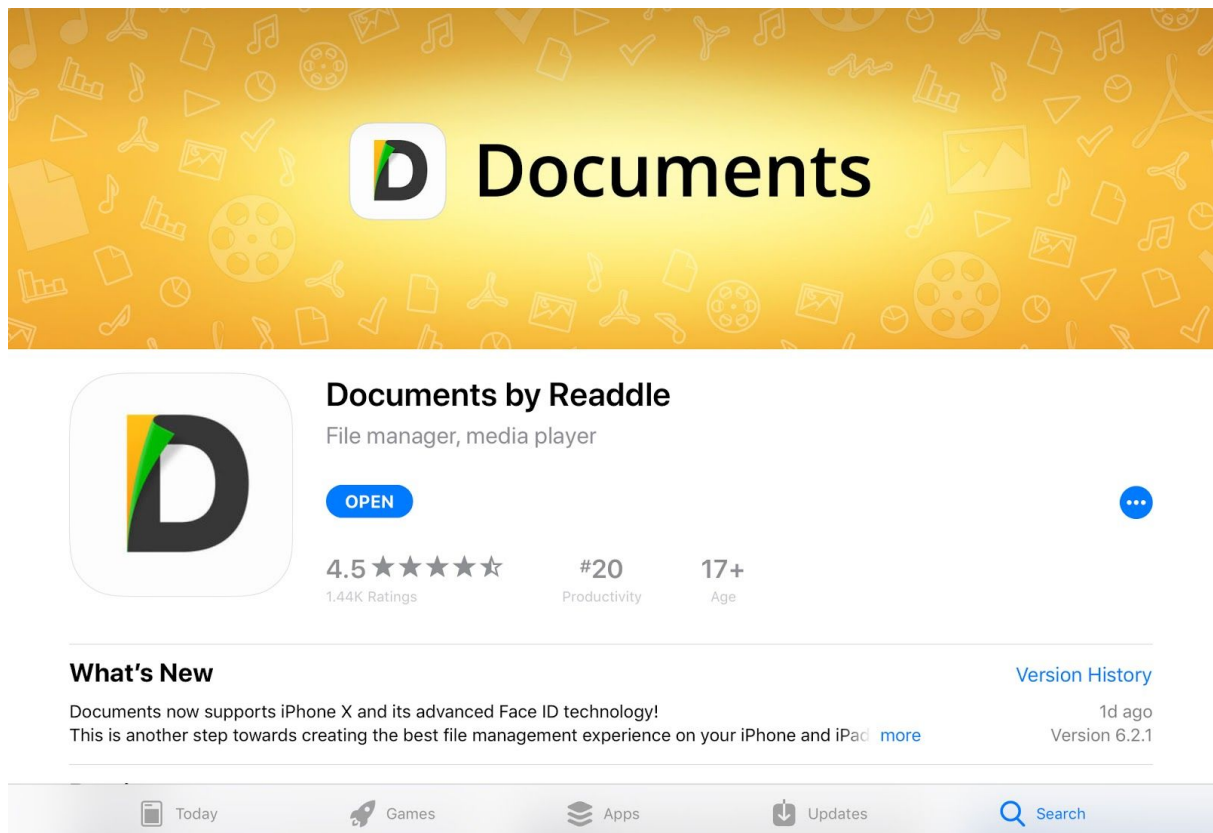 Documents
Documents by Readdle
File manager, media player
OPEN
4.5 #20 17+
1.44K Ratings Productivity Age
What's New Version History
Documents now supports iPhone X and its advanced Face ID technology! 1d ago
This is another step towards creating the best file management experience on your iPhone and iPad more Version 6.2.1
Today Games Apps Updates Search